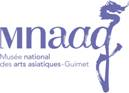 mnaag
Musée national
des arts asiatiques-Guimet